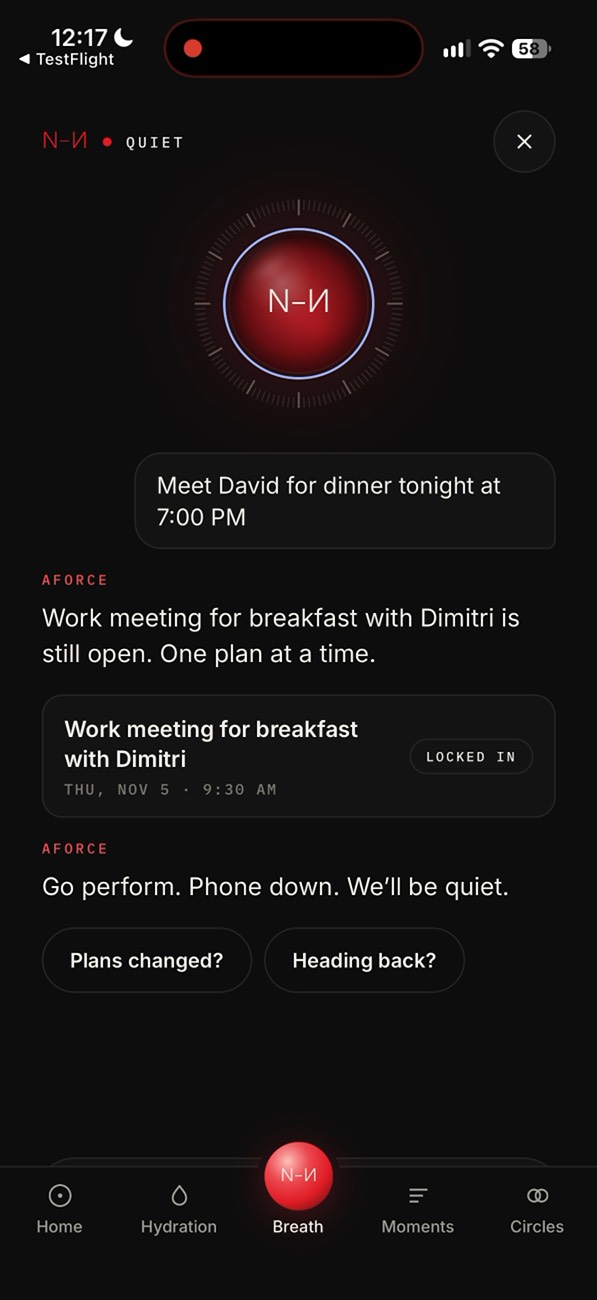 12:17
58
◀ TestFlight
N–И • QUIET
N–И
Meet David for dinner tonight at
7:00 PM
AFORCE
Work meeting for breakfast with Dimitri is
still open. One plan at a time.
Work meeting for breakfast
with Dimitri
LOCKED IN
THU, NOV 5 · 9:30 AM
AFORCE
Go perform. Phone down. We’ll be quiet.
Plans changed?
Heading back?
N–И
Home
Hydration
Breath
Moments
Circles